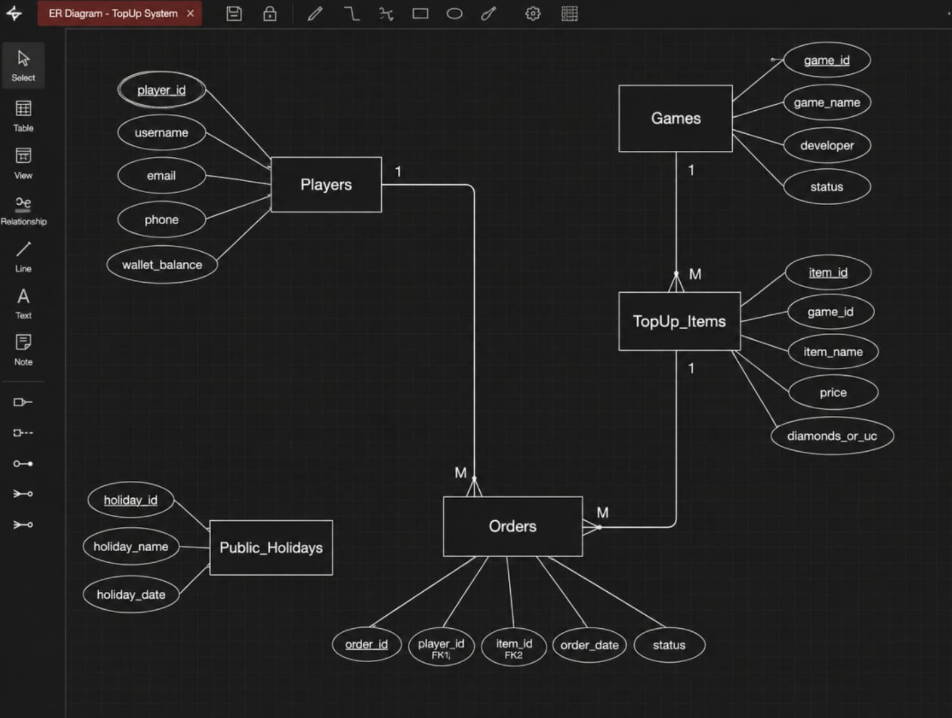 ER Diagram - TopUp System ×
Select
Table
View
Relationship
Line
A
Text
Note
player_id
username
email
phone
wallet_balance
Players
1
M
Games
game_id
game_name
developer
status
1
M
TopUp_Items
item_id
game_id
item_name
price
diamonds_or_uc
1
M
holiday_id
holiday_name
holiday_date
Public_Holidays
Orders
order_id
player_id
FK1
item_id
FK2
order_date
status